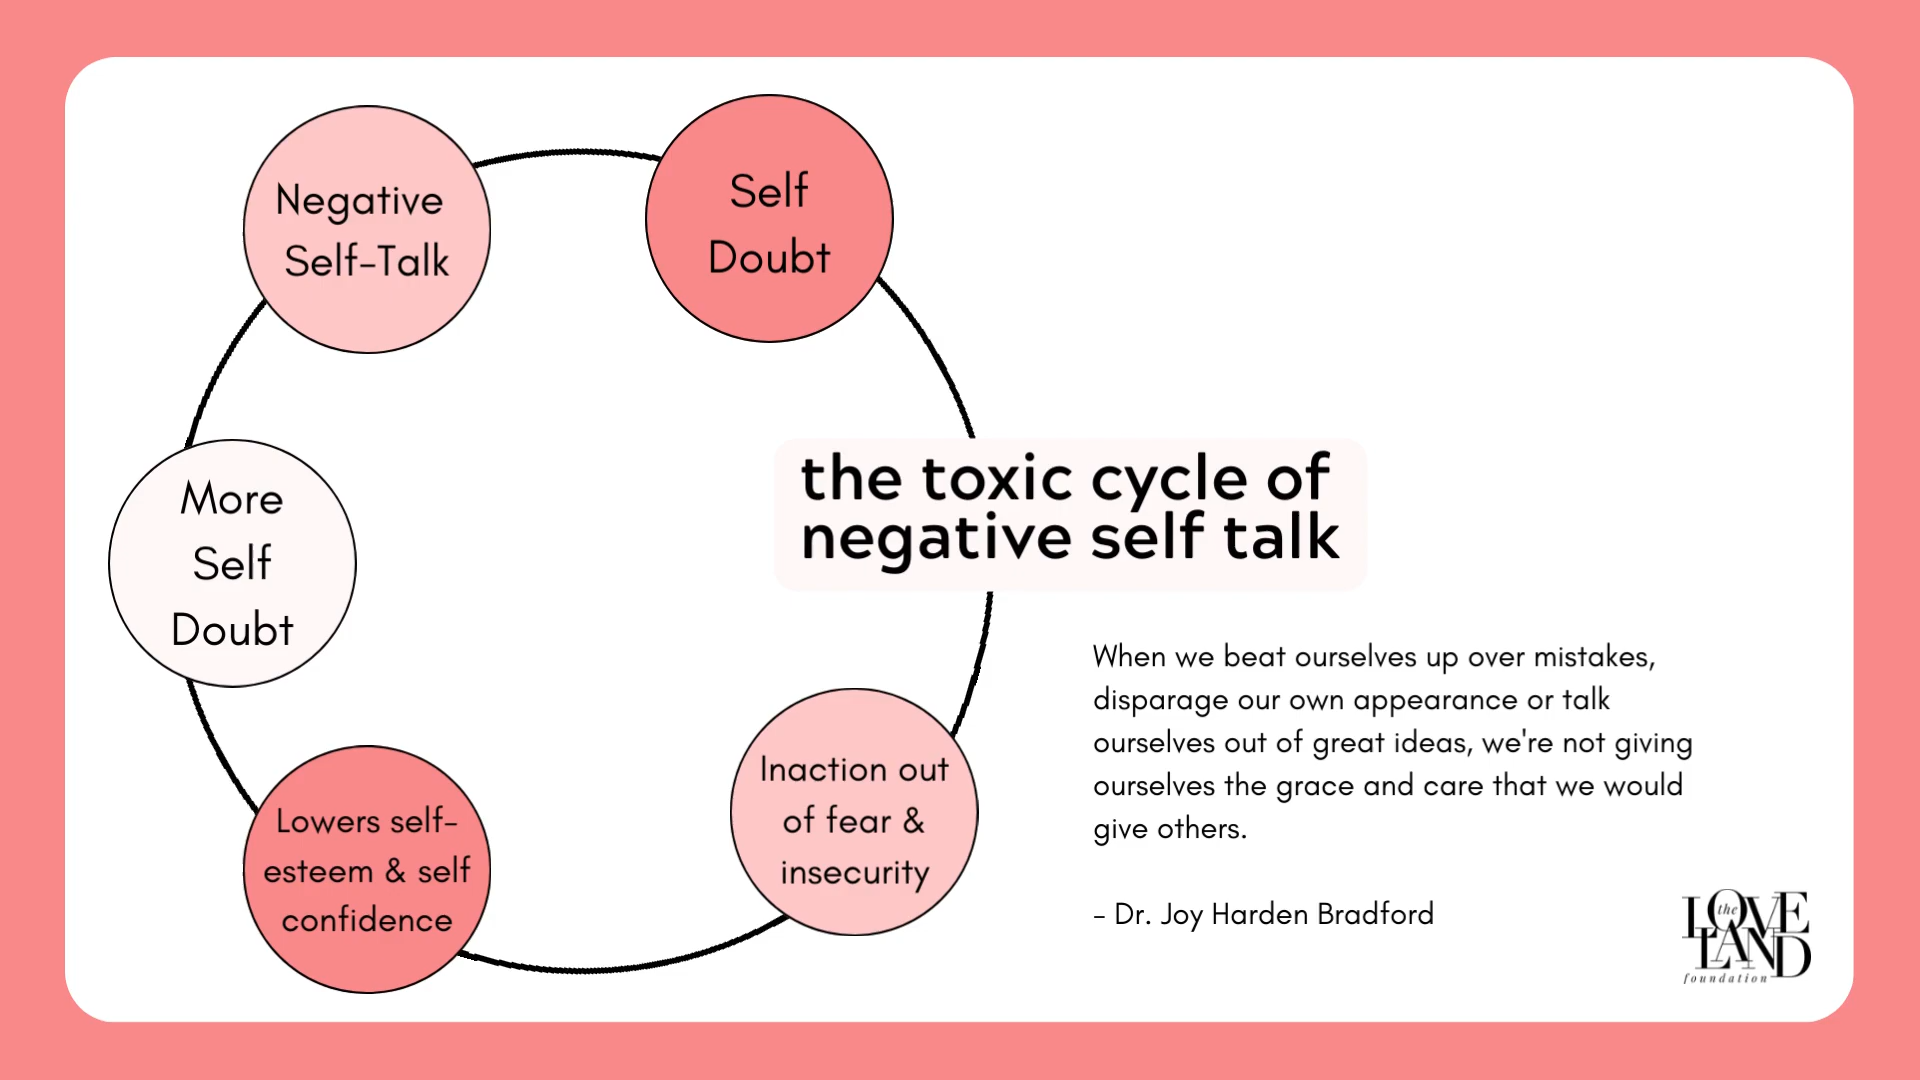 Negative
Self-Talk
Self
Doubt
More
Self
Doubt
the toxic cycle of
negative self talk
Lowers self-
esteem & self
confidence
Inaction out
of fear &
insecurity
When we beat ourselves up over mistakes,
disparage our own appearance or talk
ourselves out of great ideas, we're not giving
ourselves the grace and care that we would
give others.
- Dr. Joy Harden Bradford
the
LOVE
LAND
foundation